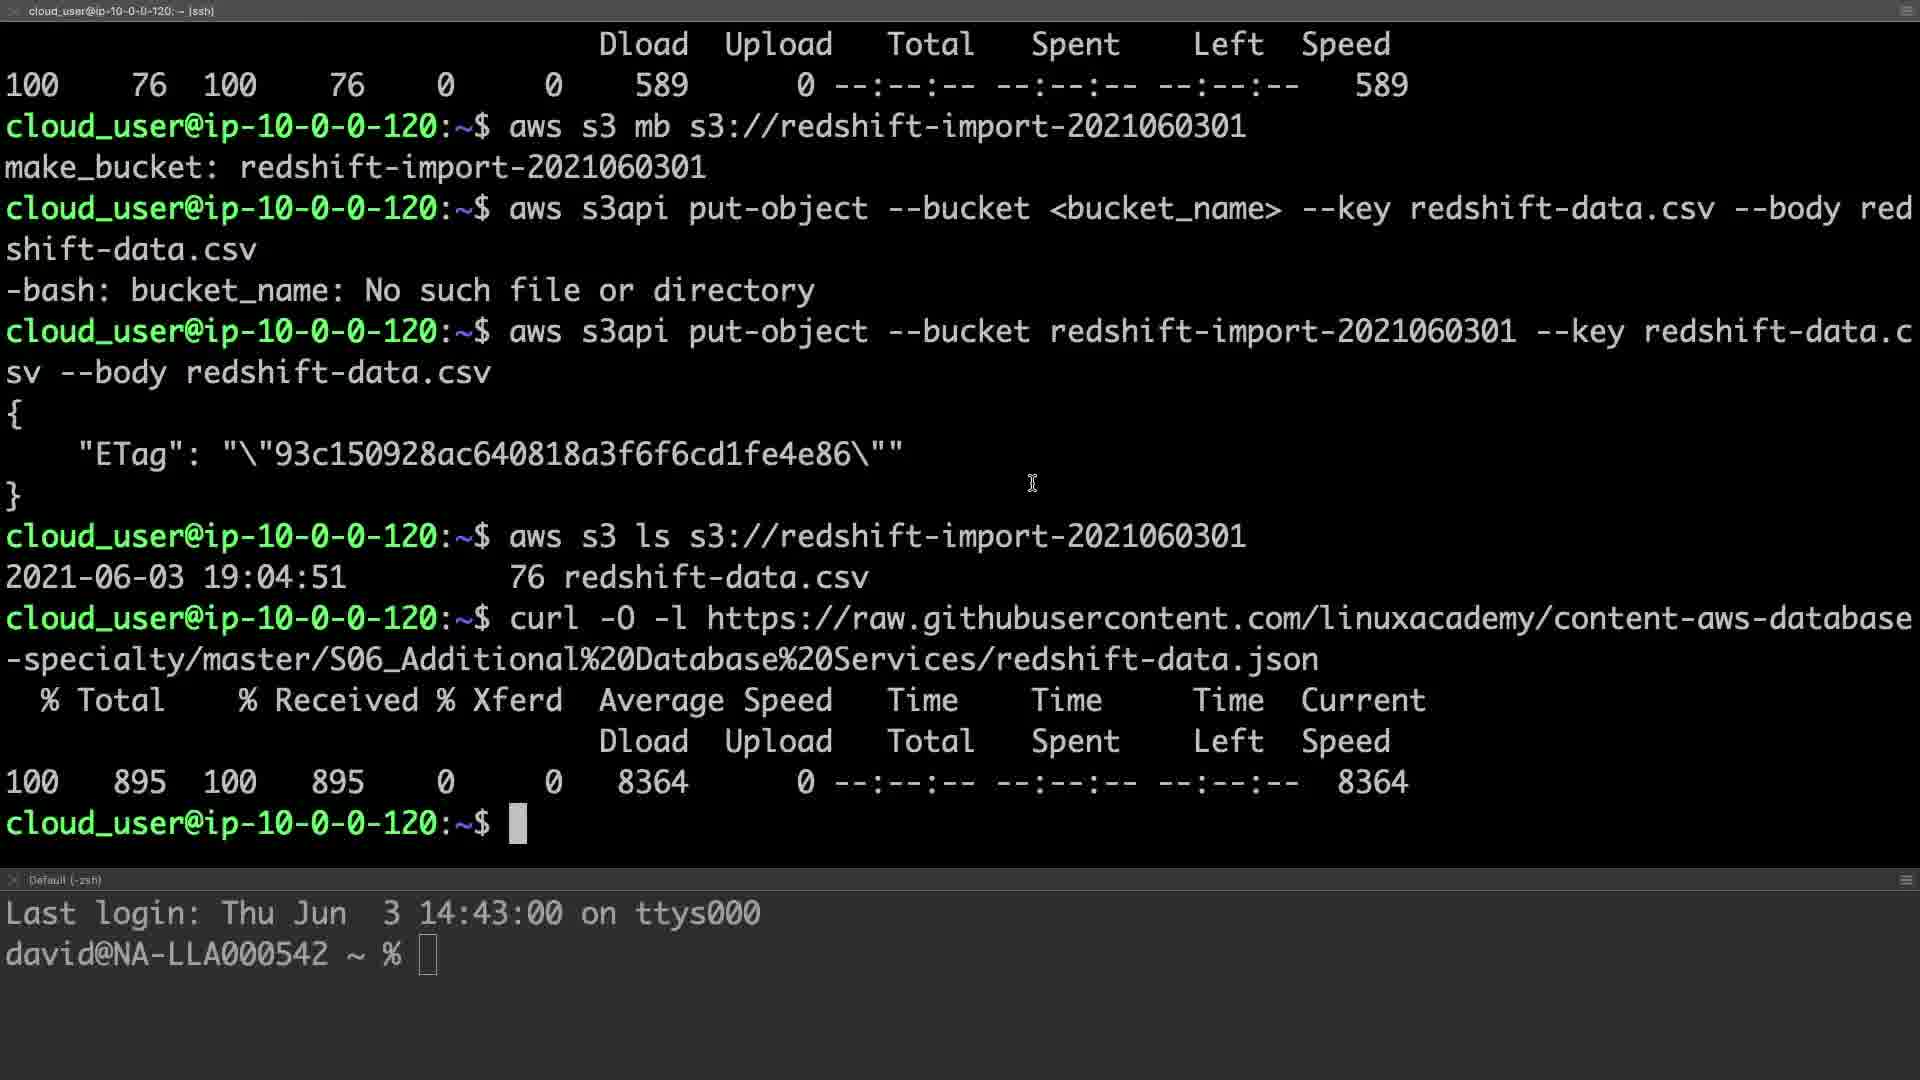 cloud_user@ip-10-0-0-120: ~ (ssh)
Dload  Upload   Total   Spent    Left  Speed
100    76  100    76    0     0    589      0 --:--:-- --:--:-- --:--:--   589
cloud_user@ip-10-0-0-120:~$ aws s3 mb s3://redshift-import-2021060301
make_bucket: redshift-import-2021060301
cloud_user@ip-10-0-0-120:~$ aws s3api put-object --bucket <bucket_name> --key redshift-data.csv --body red
shift-data.csv
-bash: bucket_name: No such file or directory
cloud_user@ip-10-0-0-120:~$ aws s3api put-object --bucket redshift-import-2021060301 --key redshift-data.c
sv --body redshift-data.csv
{
    "ETag": "\"93c150928ac640818a3f6f6cd1fe4e86\""
}
cloud_user@ip-10-0-0-120:~$ aws s3 ls s3://redshift-import-2021060301
2021-06-03 19:04:51         76 redshift-data.csv
cloud_user@ip-10-0-0-120:~$ curl -O -l https://raw.githubusercontent.com/linuxacademy/content-aws-database
-specialty/master/S06_Additional%20Database%20Services/redshift-data.json
  % Total    % Received % Xferd  Average Speed   Time    Time     Time  Current
                                 Dload  Upload   Total   Spent    Left  Speed
100   895  100   895    0     0   8364      0 --:--:-- --:--:-- --:--:--  8364
cloud_user@ip-10-0-0-120:~$
Default (-zsh)
Last login: Thu Jun  3 14:43:00 on ttys000
david@NA-LLA000542 ~ %